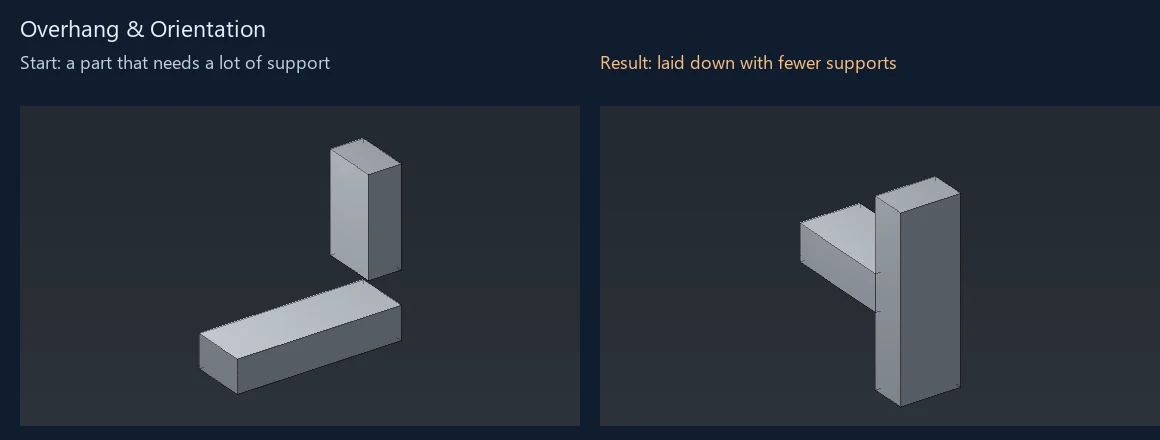 Overhang & Orientation
Start: a part that needs a lot of support
Result: laid down with fewer supports